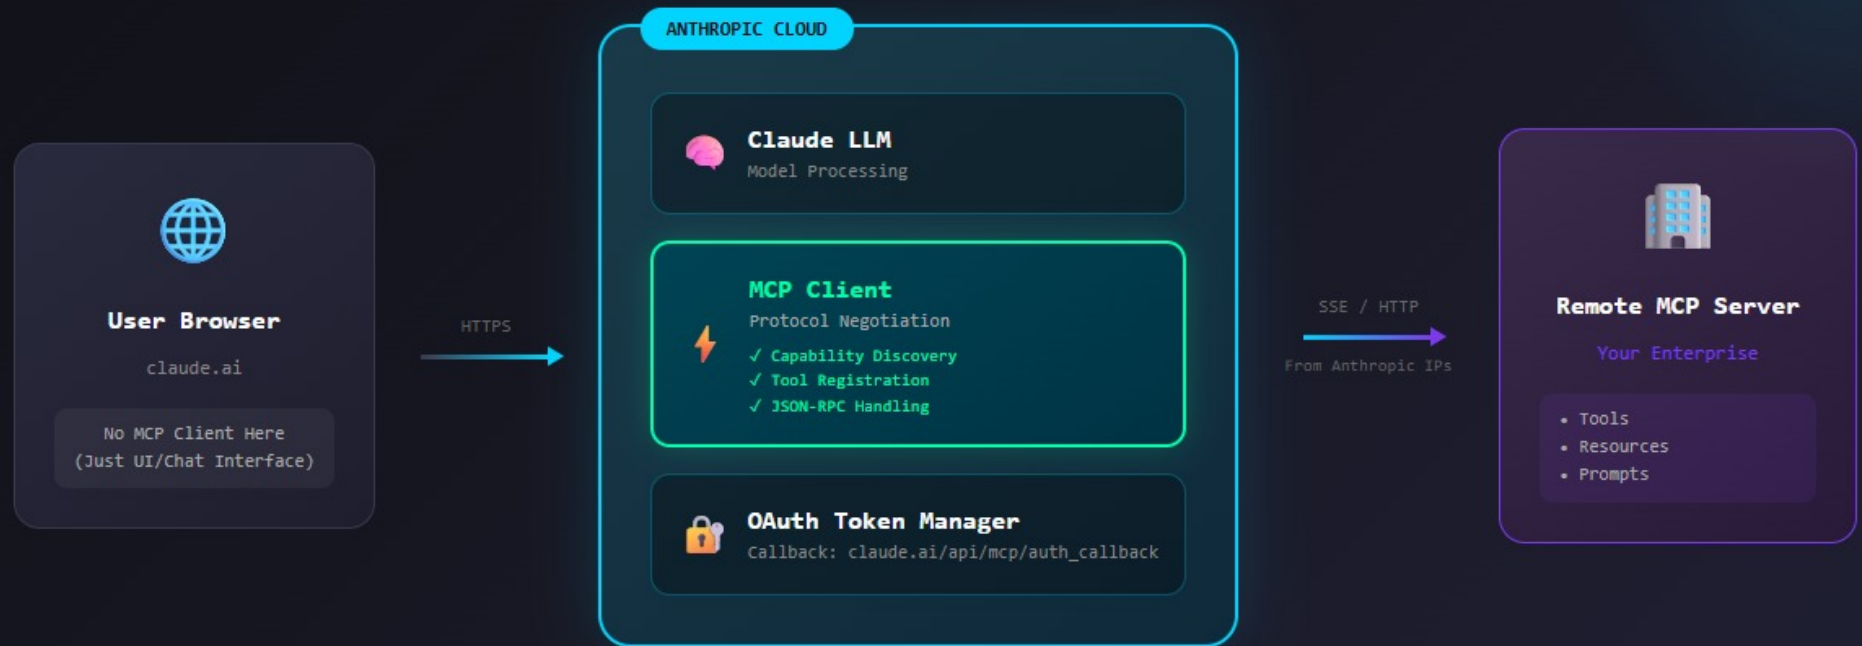 ANTHROPIC CLOUD
User Browser
claude.ai
No MCP Client Here
(Just UI/Chat Interface)
HTTPS
Claude LLM
Model Processing
MCP Client
Protocol Negotiation
✓ Capability Discovery
✓ Tool Registration
✓ JSON-RPC Handling
OAuth Token Manager
Callback: claude.ai/api/mcp/auth_callback
SSE / HTTP
From Anthropic IPs
Remote MCP Server
Your Enterprise
• Tools
• Resources
• Prompts